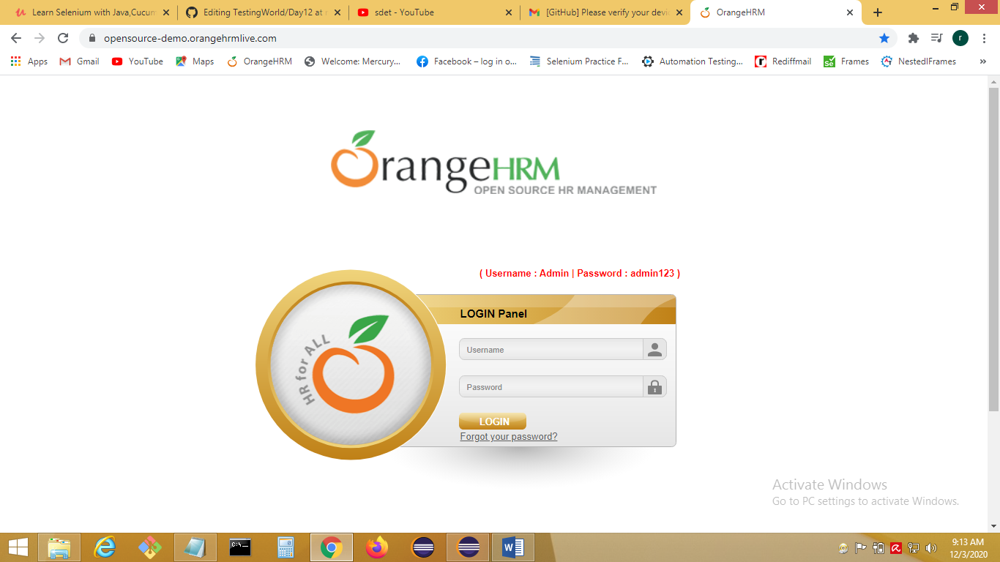 Learn Selenium with Java,Cucum
Editing TestingWorld/Day12 at m
sdet - YouTube
[GitHub] Please verify your devi
OrangeHRM
opensource-demo.orangehrmlive.com
r
Apps
Gmail
YouTube
Maps
OrangeHRM
Welcome: Mercury...
Facebook – log in o...
Selenium Practice F...
Automation Testing...
Rediffmail
Frames
NestedIFrames
»
OrangeHRM
OPEN SOURCE HR MANAGEMENT
( Username : Admin | Password : admin123 )
LOGIN Panel
HR for ALL
Username
Password
LOGIN
Forgot your password?
Activate Windows
Go to PC settings to activate Windows.
9:13 AM
12/3/2020